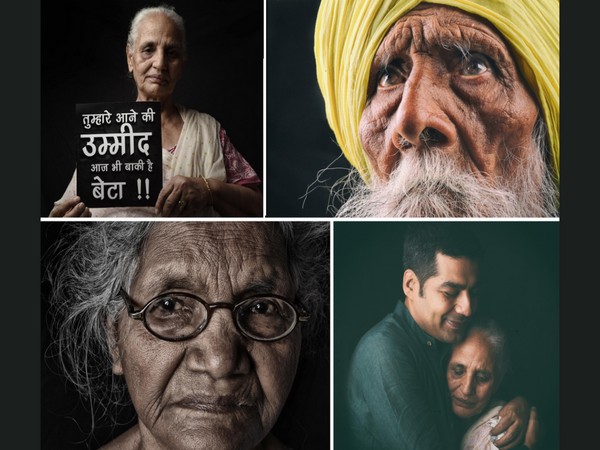 तुम्हारे आने की
उम्मीद
आज भी बाकी है
बेटा !!